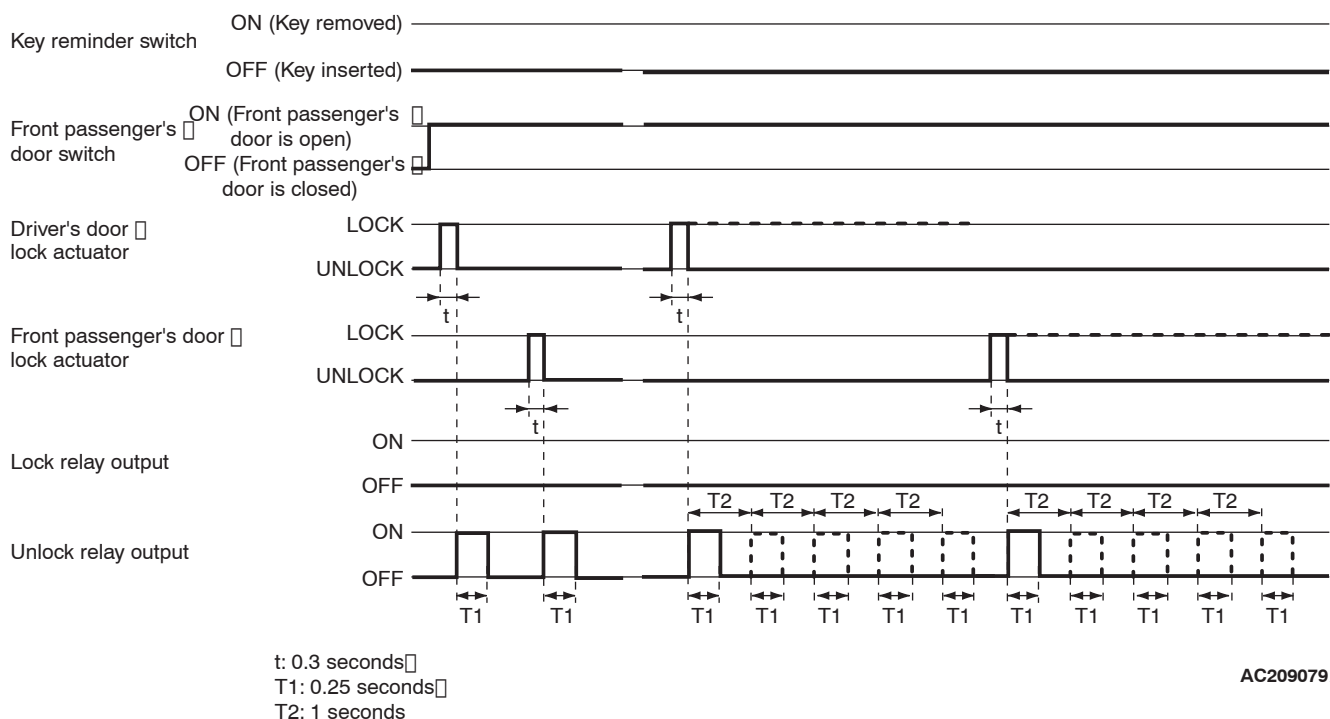 Key reminder switch
ON (Key removed)
OFF (Key inserted)
Front passenger's
door switch
ON (Front passenger's
door is open)
OFF (Front passenger's
door is closed)
Driver's door
lock actuator
LOCK
UNLOCK
t
t
Front passenger's door
lock actuator
LOCK
UNLOCK
t
t
Lock relay output
ON
OFF
T2 T2 T2 T2 T2 T2 T2 T2
Unlock relay output
ON
OFF
T1 T1 T1 T1 T1 T1 T1 T1 T1 T1 T1 T1
t: 0.3 seconds
T1: 0.25 seconds
T2: 1 seconds
AC209079